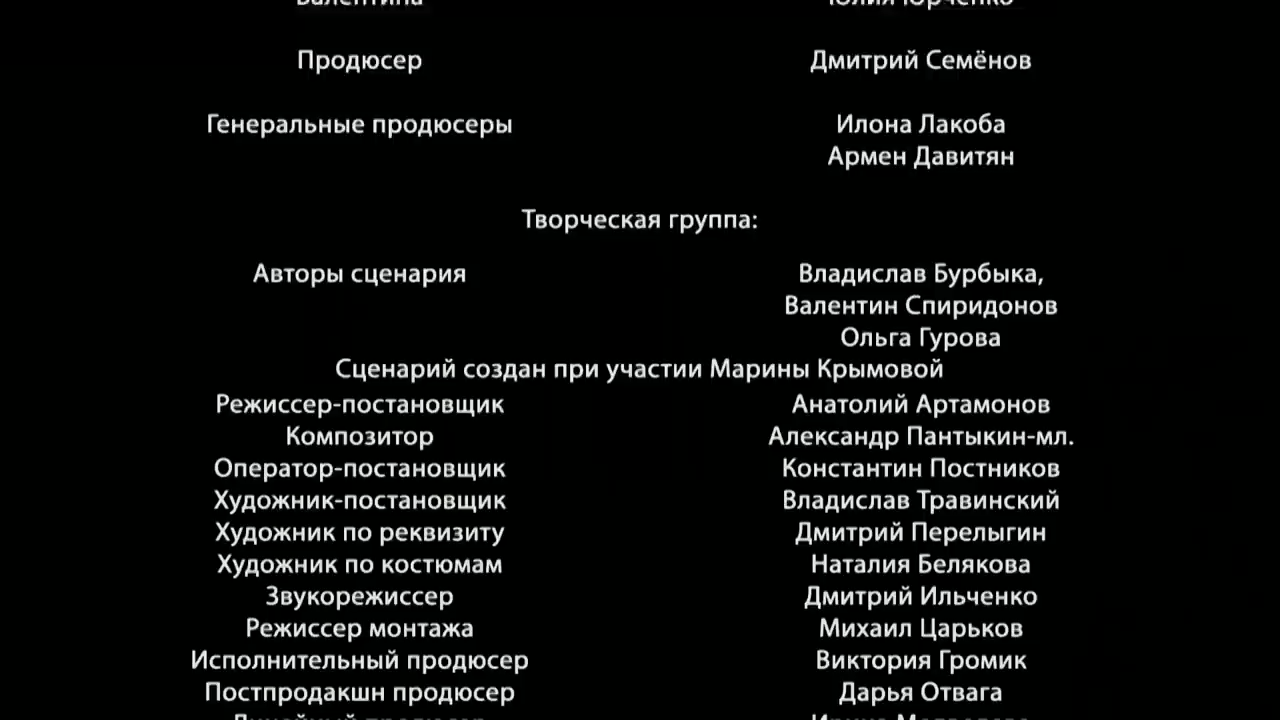 Валентина Юлия Юрченко
Продюсер Дмитрий Семёнов
Генеральные продюсеры Илона Лакоба
Армен Давитян
Творческая группа:
Авторы сценария Владислав Бурбыка,
Валентин Спиридонов
Ольга Гурова
Сценарий создан при участии Марины Крымовой
Режиссер-постановщик Анатолий Артамонов
Композитор Александр Пантыкин-мл.
Оператор-постановщик Константин Постников
Художник-постановщик Владислав Травинский
Художник по реквизиту Дмитрий Перелыгин
Художник по костюмам Наталия Белякова
Звукорежиссер Дмитрий Ильченко
Режиссер монтажа Михаил Царьков
Исполнительный продюсер Виктория Громик
Постпродакшн продюсер Дарья Отвага